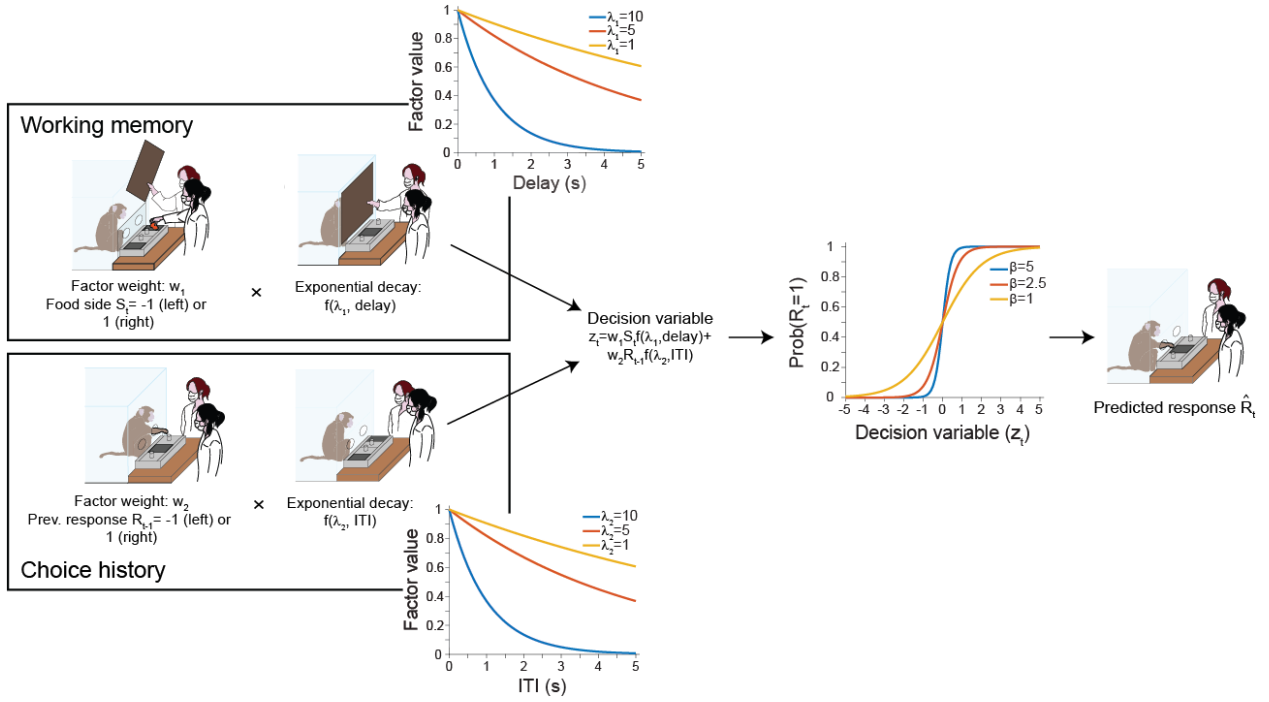 Working memory
Factor weight: w₁
Food side Sₜ= -1 (left) or
1 (right)
×
Exponential decay:
f(λ₁, delay)
Factor value
1
0.8
0.6
0.4
0.2
0
λ₁=10
λ₁=5
λ₁=1
0 1 2 3 4 5
Delay (s)
Factor weight: w₂
Prev. response Rₜ₋₁= -1 (left) or
1 (right)
×
Exponential decay:
f(λ₂, ITI)
Choice history
Factor value
1
0.8
0.6
0.4
0.2
0
λ₂=10
λ₂=5
λ₂=1
0 1 2 3 4 5
ITI (s)
Decision variable
zₜ=w₁Sₜf(λ₁,delay)+
w₂Rₜ₋₁f(λ₂,ITI)
Prob(Rₜ=1)
1
0.8
0.6
0.4
0.2
0
β=5
β=2.5
β=1
-5 -4 -3 -2 -1 0 1 2 3 4 5
Decision variable (zₜ)
Predicted response R̂ₜ